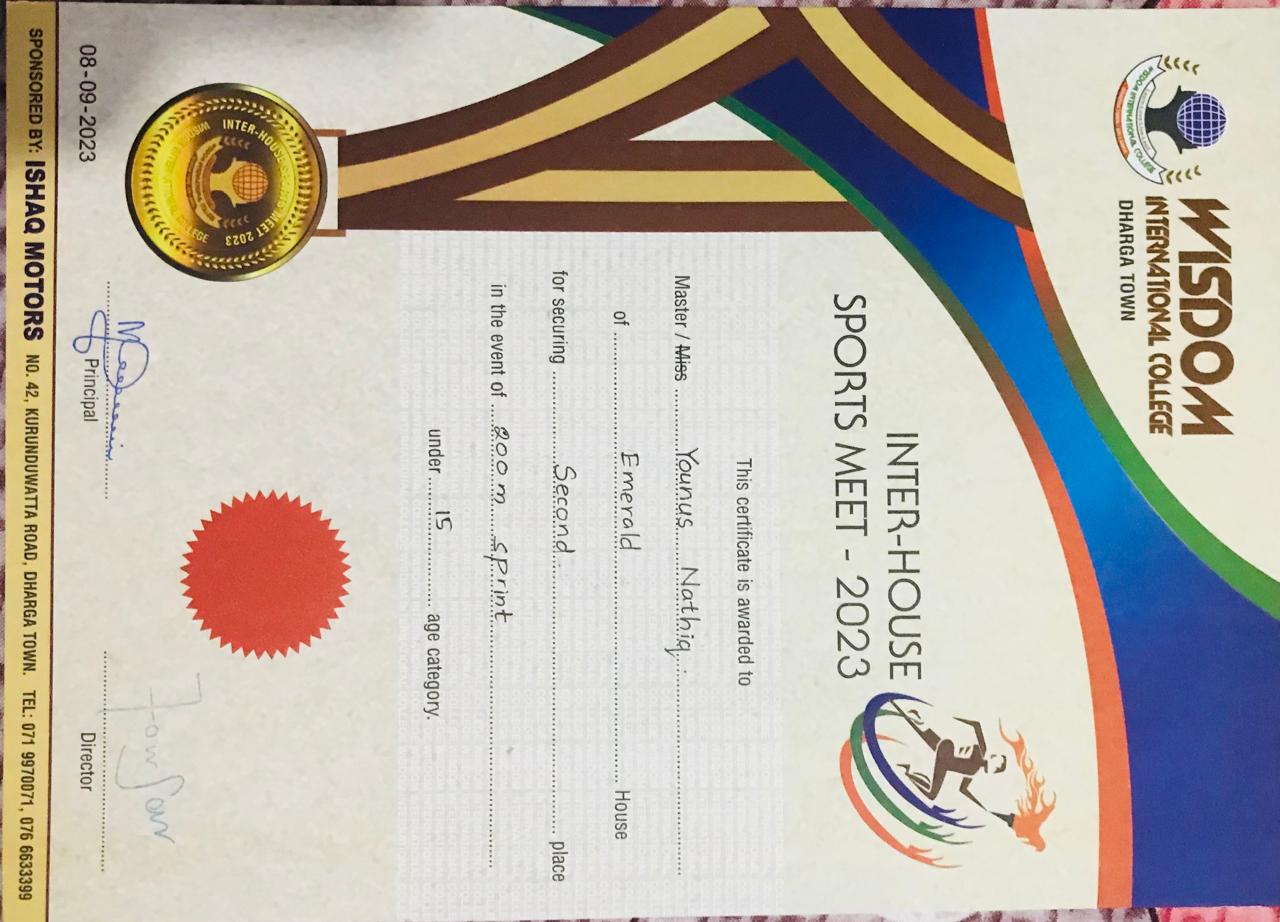 WISDOM
INTERNATIONAL COLLEGE
DHARGA TOWN
WISDOM INTERNATIONAL COLLEGE
INTER-HOUSE
SPORTS MEET - 2023
This certificate is awarded to
Master / Miss Younus Nathiq.
of Emerald House
for securing Second place
in the event of 200m sprint
under 15 age category.
INTER-HOUSE SPORTS MEET 2023
WISDOM INTERNATIONAL COLLEGE
08-09-2023
Principal
Director
SPONSORED BY: ISHAQ MOTORS NO. 42, KURUNDUWATTA ROAD, DHARGA TOWN. TEL: 071 9970071, 076 6633399